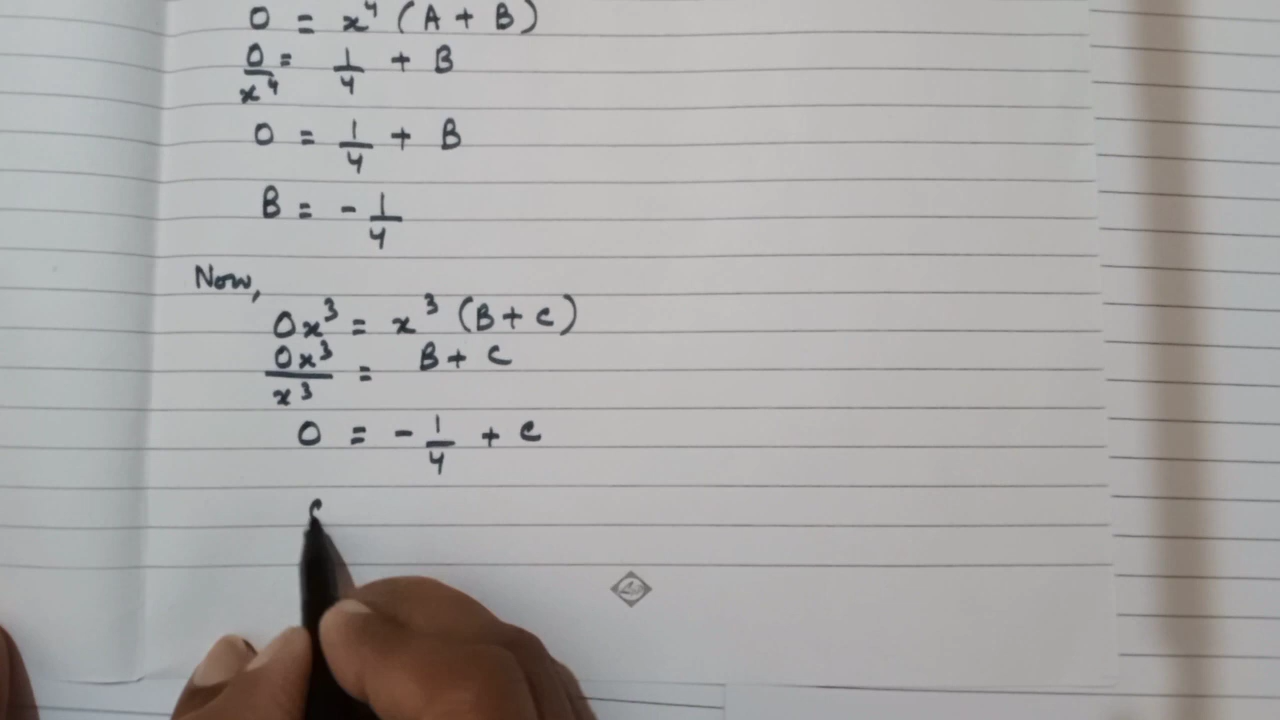 0 = x⁴ (A + B)
0/x⁴ = 1/4 + B
0 = 1/4 + B
B = - 1/4
Now,
0x³ = x³ (B + C)
0x³/x³ = B + C
0 = - 1/4 + C
C